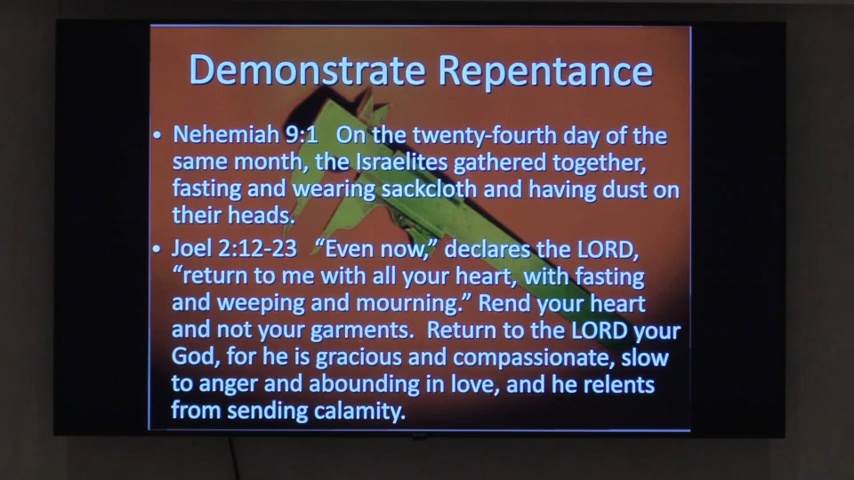 Demonstrate Repentance
• Nehemiah 9:1 On the twenty-fourth day of the
same month, the Israelites gathered together,
fasting and wearing sackcloth and having dust on
their heads.
• Joel 2:12-23 “Even now,” declares the LORD,
“return to me with all your heart, with fasting
and weeping and mourning.” Rend your heart
and not your garments. Return to the LORD your
God, for he is gracious and compassionate, slow
to anger and abounding in love, and he relents
from sending calamity.